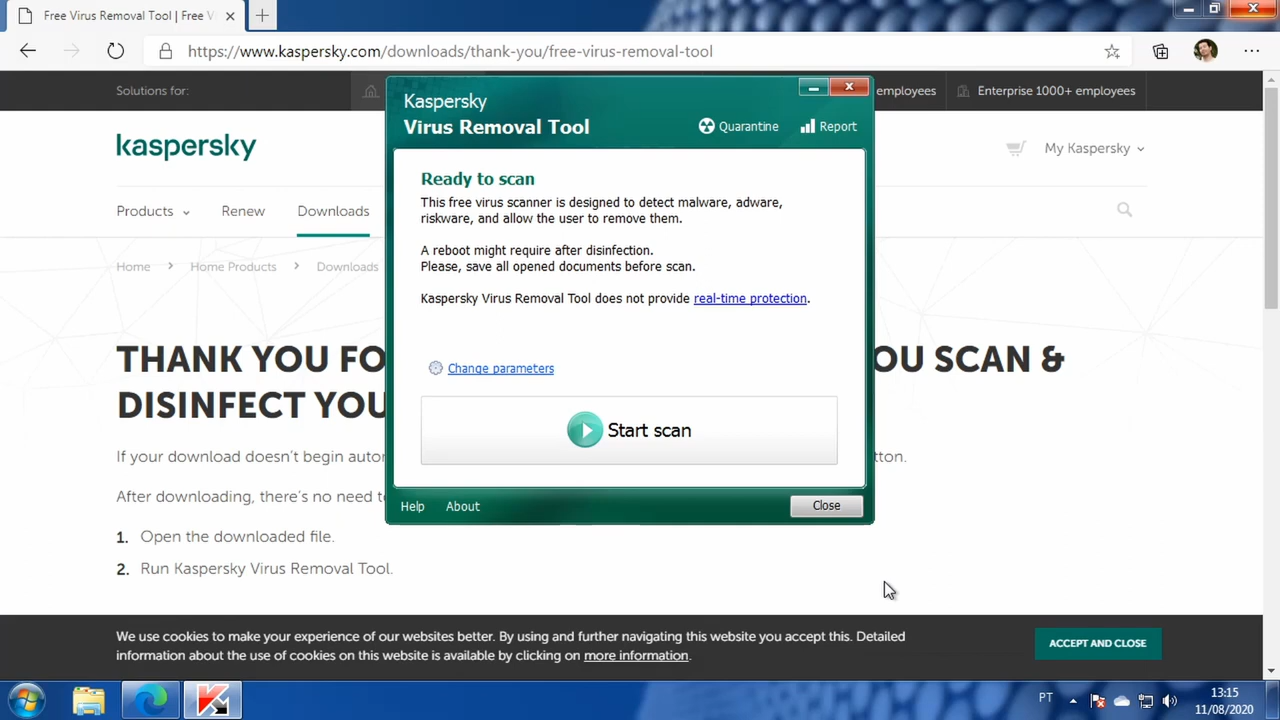 Free Virus Removal Tool | Free V
https://www.kaspersky.com/downloads/thank-you/free-virus-removal-tool
Solutions for:
employees
Enterprise 1000+ employees
kaspersky
My Kaspersky
Products
Renew
Downloads
Home
Home Products
Downloads
Kaspersky
Virus Removal Tool
Quarantine
Report
Ready to scan
This free virus scanner is designed to detect malware, adware,
riskware, and allow the user to remove them.
A reboot might require after disinfection.
Please, save all opened documents before scan.
Kaspersky Virus Removal Tool does not provide real-time protection.
Change parameters
Start scan
Help
About
Close
THANK YOU FO
OU SCAN &
DISINFECT YOU
If your download doesn't begin autor
tton.
After downloading, there's no need t
1. Open the downloaded file.
2. Run Kaspersky Virus Removal Tool.
We use cookies to make your experience of our websites better. By using and further navigating this website you accept this. Detailed
information about the use of cookies on this website is available by clicking on more information.
ACCEPT AND CLOSE
PT
13:15
11/08/2020